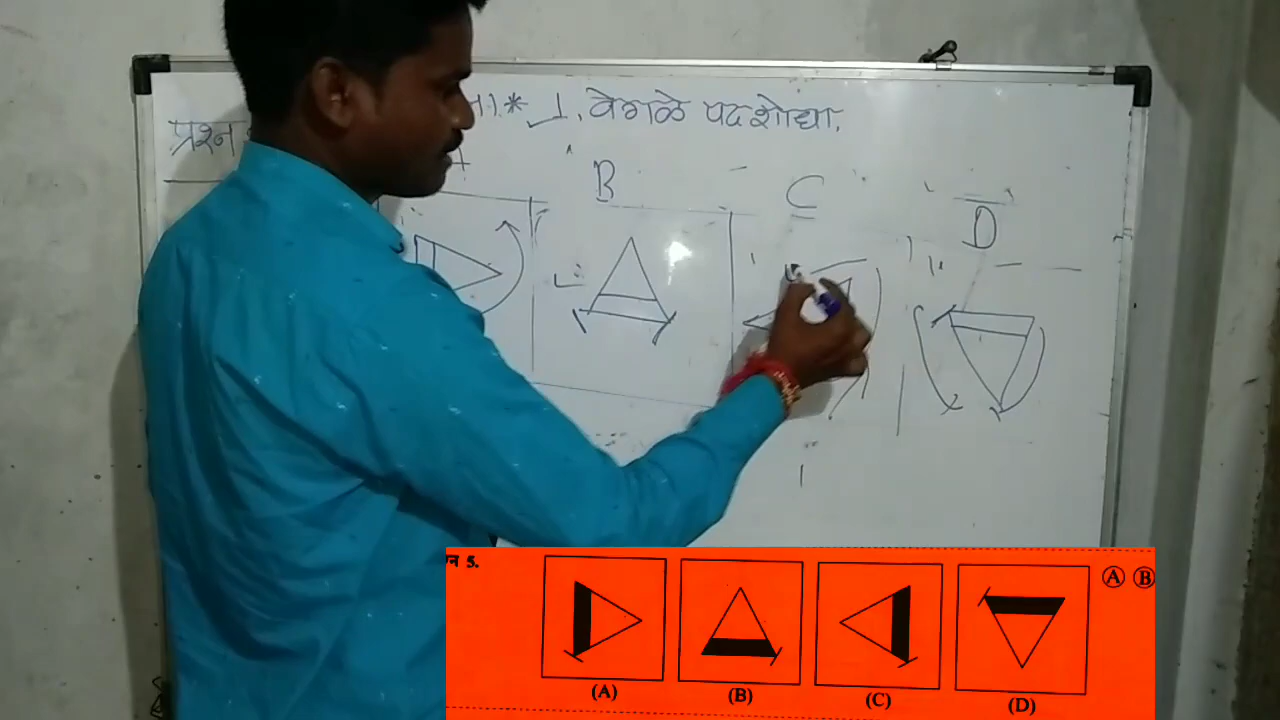 प्रश्न
* 1. वेगळे पद शोधा.
B C D
न 5. A B
(A) (B) (C) (D)